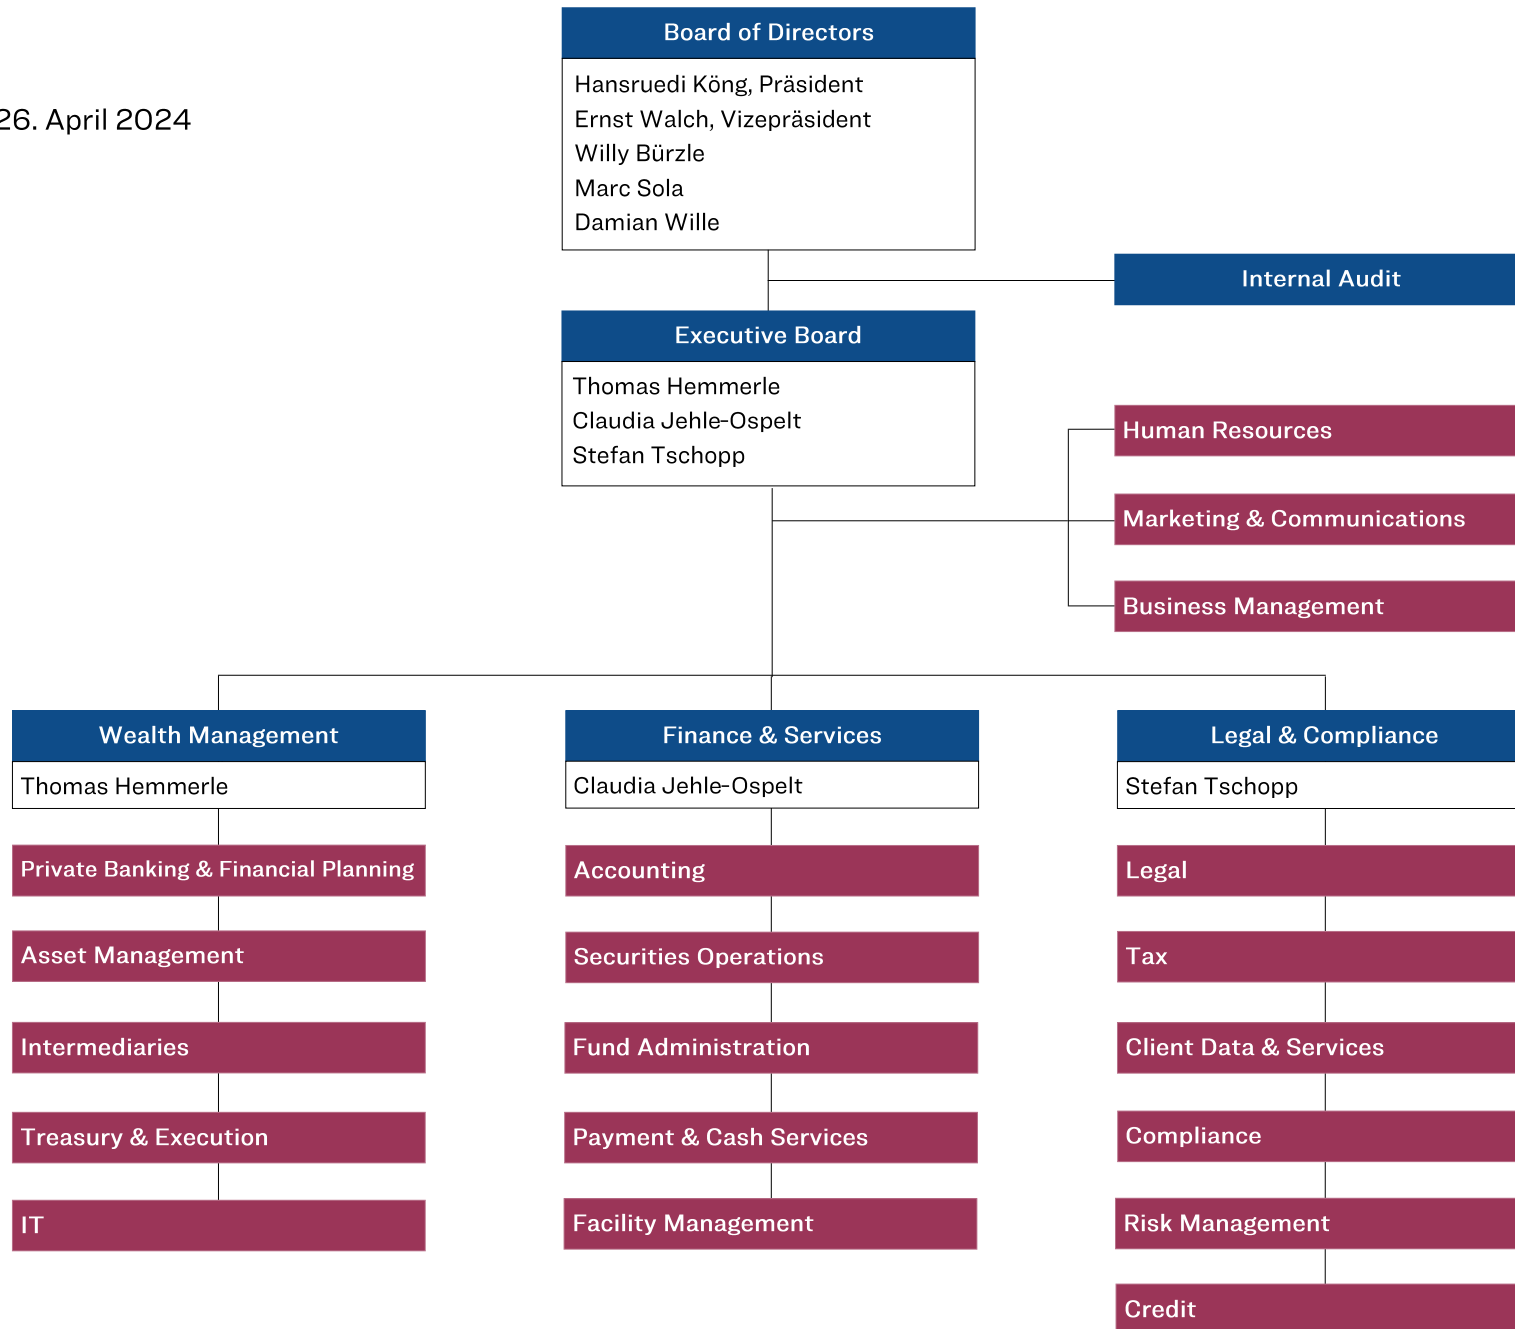 Board of Directors
Hansruedi Köng, Präsident
26. April 2024
Ernst Walch, Vizepräsident
Willy Bürzle
Marc Sola
Damian Wille
Internal Audit
Executive Board
Thomas Hemmerle
Claudia Jehle-Ospelt
Stefan Tschopp
Human Resources
Marketing & Communications
Business Management
Wealth Management
Thomas Hemmerle
Private Banking & Financial Planning
Asset Management
Intermediaries
Treasury & Execution
IT
Finance & Services
Claudia Jehle-Ospelt
Accounting
Securities Operations
Fund Administration
Payment & Cash Services
Facility Management
Legal & Compliance
Stefan Tschopp
Legal
Tax
Client Data & Services
Compliance
Risk Management
Credit